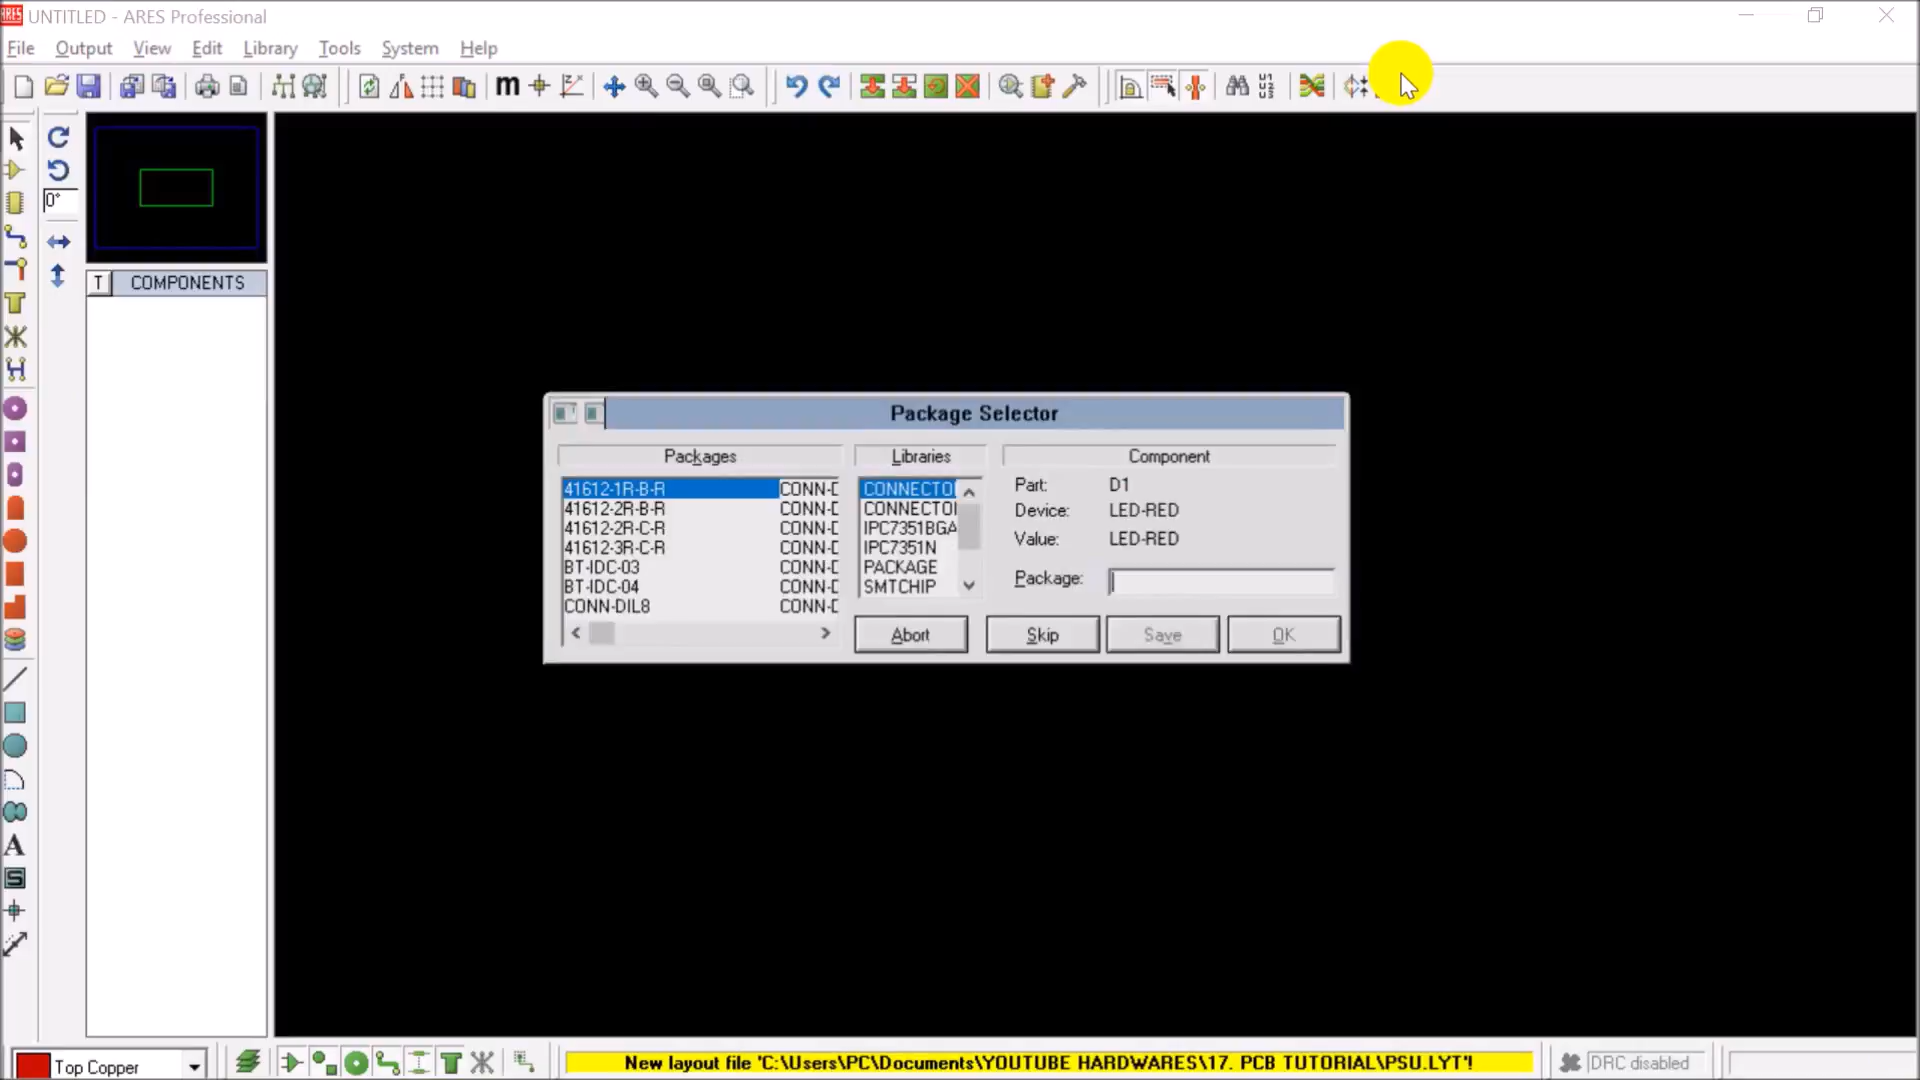 ARES UNTITLED - ARES Professional
File Output View Edit Library Tools System Help
m
U1
U2
U3
0°
T COMPONENTS
Package Selector
Packages Libraries Component
41612-1R-B-R CONN-D
41612-2R-B-R CONN-D
41612-2R-C-R CONN-D
41612-3R-C-R CONN-D
BT-IDC-03 CONN-D
BT-IDC-04 CONN-D
CONN-DIL8 CONN-D
CONNECTO
CONNECTO
IPC7351BGA
IPC7351N
PACKAGE
SMTCHIP
Part: D1
Device: LED-RED
Value: LED-RED
Package:
Abort Skip Save OK
A
S
Top Copper New layout file 'C:\Users\PC\Documents\YOUTUBE HARDWARES\17. PCB TUTORIAL\PSU.LYT'! DRC disabled